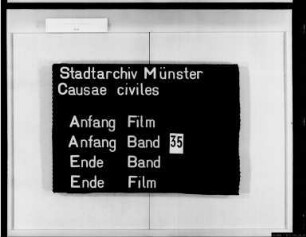 Stadtarchiv Münster
Causae civiles
Anfang Film
Anfang Band 35
Ende Band
Ende Film